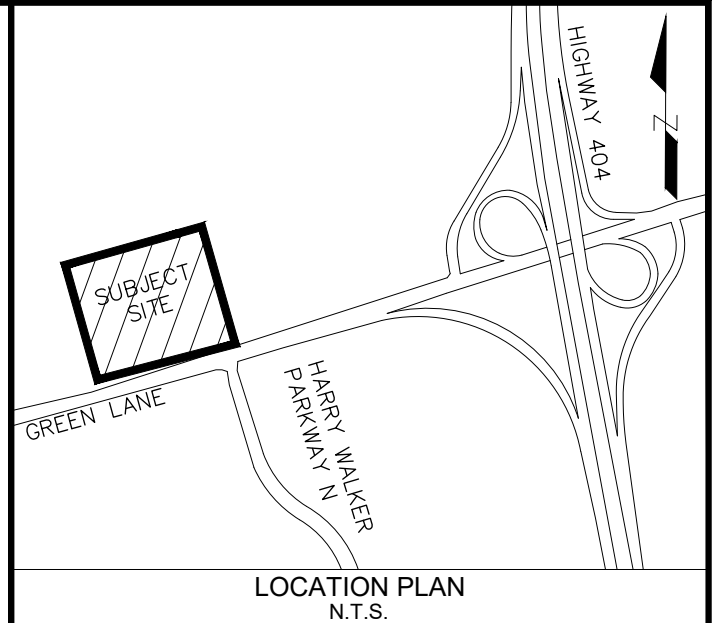 HIGHWAY 404
N
SUBJECT
SITE
GREEN LANE
HARRY WALKER
PARKWAY N
LOCATION PLAN
N.T.S.